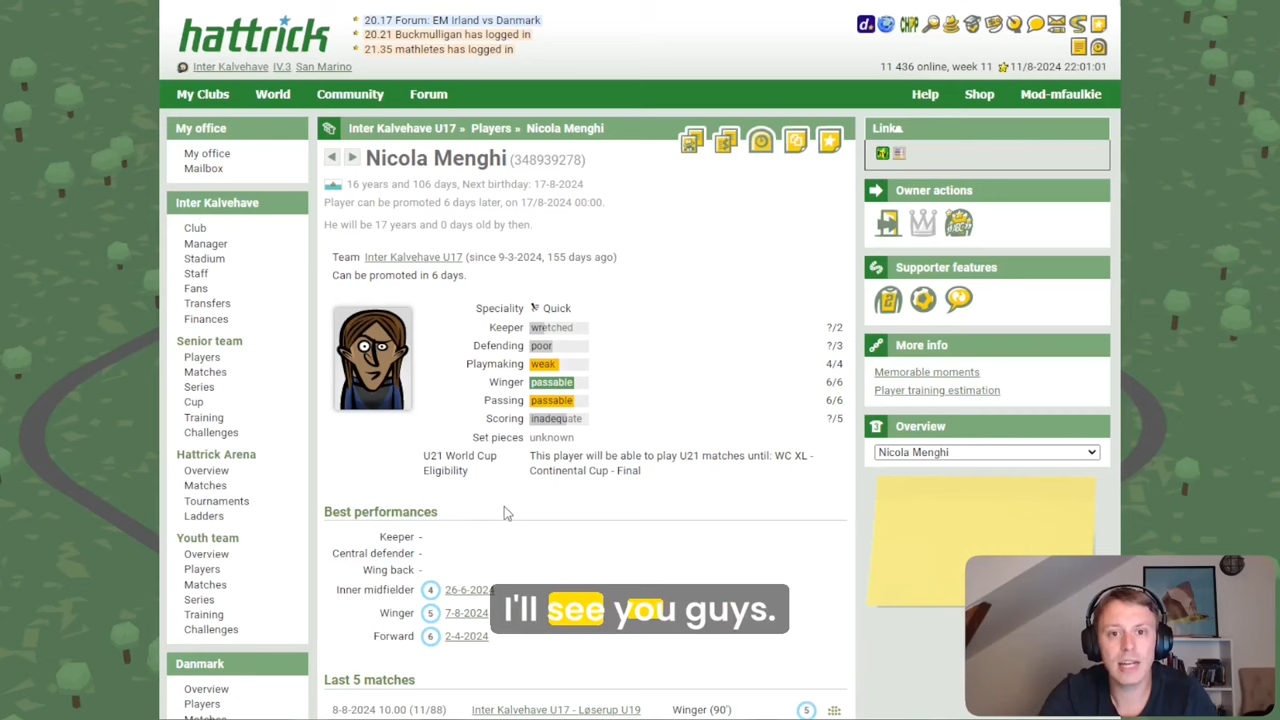 hattrick
20.17 Forum: EM Irland vs Danmark
20.21 Buckmulligan has logged in
21.35 mathletes has logged in
CHPP
Inter Kalvehave IV.3 San Marino
11 436 online, week 11 11/8-2024 22:01:01
My Clubs World Community Forum Help Shop Mod-mfaulkie
My office
My office
Mailbox
Inter Kalvehave
Club
Manager
Stadium
Staff
Fans
Transfers
Finances
Senior team
Players
Matches
Series
Cup
Training
Challenges
Hattrick Arena
Overview
Matches
Tournaments
Ladders
Youth team
Overview
Players
Matches
Series
Training
Challenges
Danmark
Overview
Players
Inter Kalvehave U17 » Players » Nicola Menghi
Nicola Menghi (348939278)
16 years and 106 days, Next birthday: 17-8-2024
Player can be promoted 6 days later, on 17/8-2024 00:00.
He will be 17 years and 0 days old by then.
Team Inter Kalvehave U17 (since 9-3-2024, 155 days ago)
Can be promoted in 6 days.
Speciality Quick
Keeper wretched ?/2
Defending poor ?/3
Playmaking weak 4/4
Winger passable 6/6
Passing passable 6/6
Scoring inadequate ?/5
Set pieces unknown
U21 World Cup Eligibility This player will be able to play U21 matches until: WC XL -
Continental Cup - Final
Best performances
Keeper -
Central defender -
Wing back -
Inner midfielder 4 26-6-2024
Winger 5 7-8-2024
Forward 6 2-4-2024
I'll see you guys.
Last 5 matches
8-8-2024 10.00 (11/88) Inter Kalvehave U17 - Løserup U19 Winger (90') 5
Links
Owner actions
Supporter features
More info
Memorable moments
Player training estimation
Overview
Nicola Menghi